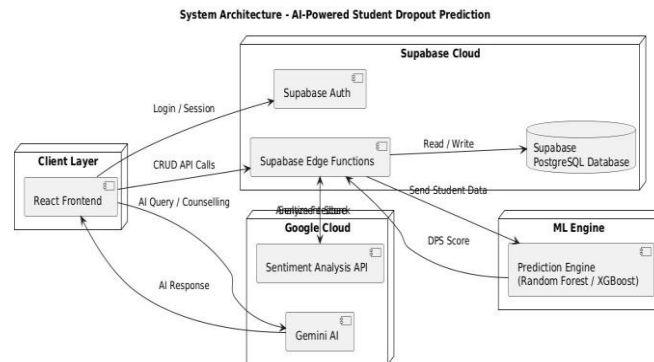 System Architecture - AI-Powered Student Dropout Prediction
Supabase Cloud
Supabase Auth
Login / Session
Client Layer
React Frontend
CRUD API Calls
Supabase Edge Functions
Read / Write
Supabase
PostgreSQL Database
AI Query / Counselling
Send Student Data
Google Cloud
Sentiment Analysis API
DPS Score
ML Engine
Prediction Engine
(Random Forest / XGBoost)
AI Response
Gemini AI